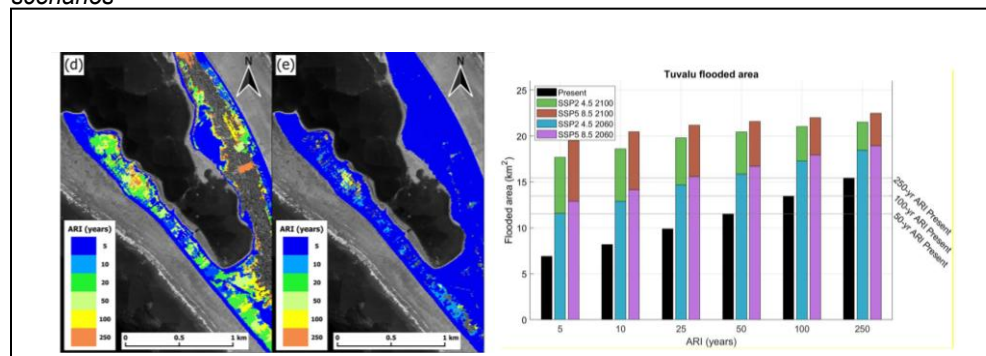 scenarios
(d)
N
(e)
N
ARI (years)
5
10
20
50
100
250
0
0.5
1 km
ARI (years)
5
10
20
50
100
250
0
0.5
1 km
Tuvalu flooded area
Present
SSP2 4.5 2100
SSP5 8.5 2100
SSP2 4.5 2060
SSP5 8.5 2060
Flooded area (km²)
25
20
15
10
5
0
5
10
25
50
100
250
ARI (years)
250-yr ARI Present
100-yr ARI Present
50-yr ARI Present